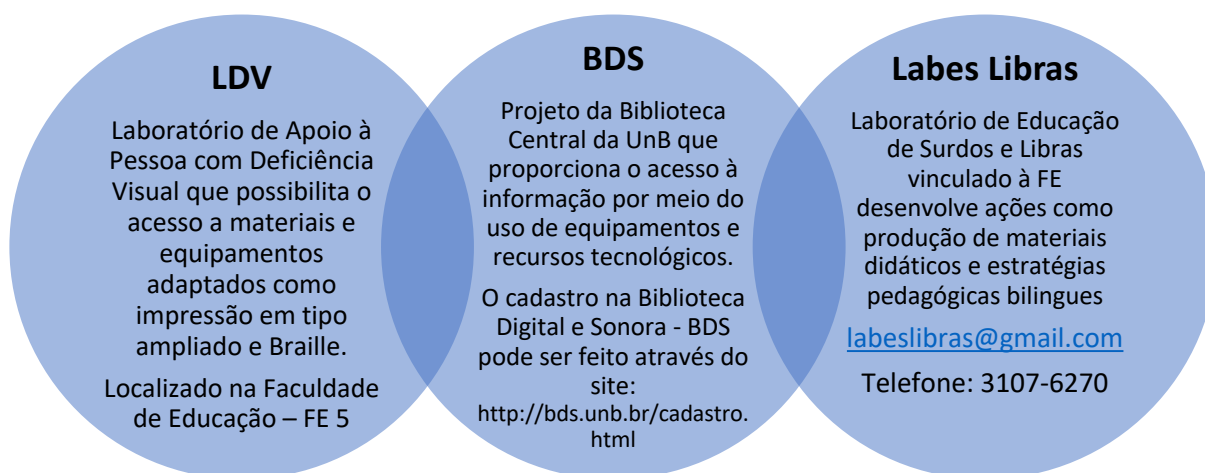 LDV
Laboratório de Apoio à
Pessoa com Deficiência
Visual que possibilita o
acesso a materiais e
equipamentos
adaptados como
impressão em tipo
ampliado e Braille.
Localizado na Faculdade
de Educação – FE 5
BDS
Projeto da Biblioteca
Central da UnB que
proporciona o acesso à
informação por meio do
uso de equipamentos e
recursos tecnológicos.
O cadastro na Biblioteca
Digital e Sonora - BDS
pode ser feito através do
site:
http://bds.unb.br/cadastro.
html
Labes Libras
Laboratório de Educação
de Surdos e Libras
vinculado à FE
desenvolve ações como
produção de materiais
didáticos e estratégias
pedagógicas bilingues
labeslibras@gmail.com
Telefone: 3107-6270